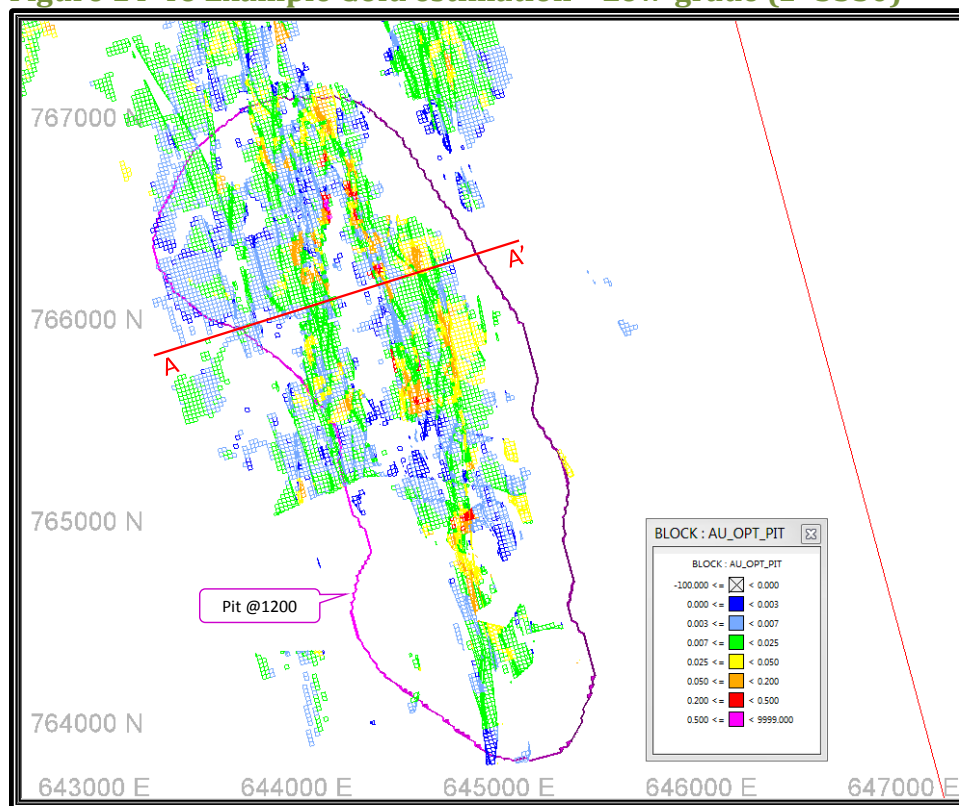 767000 N
A'
766000 N
A
765000 N
BLOCK : AU_OPT_PIT
BLOCK : AU_OPT_PIT
-100.000 <= < 0.000
0.000 <= < 0.003
0.003 <= < 0.007
0.007 <= < 0.025
0.025 <= < 0.050
0.050 <= < 0.200
0.200 <= < 0.500
0.500 <= < 9999.000
Pit @1200
764000 N
643000 E 644000 E 645000 E 646000 E 647000 E